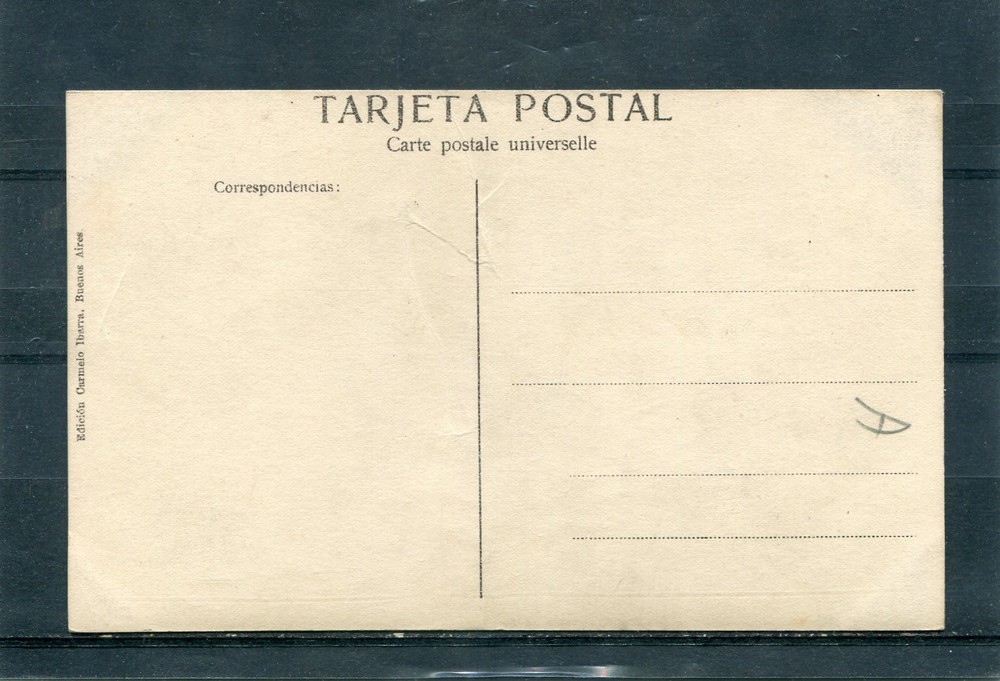 TARJETA POSTAL
Carte postale universelle
Correspondencias:
Edición Carmelo Ibarra. Buenos Aires
A